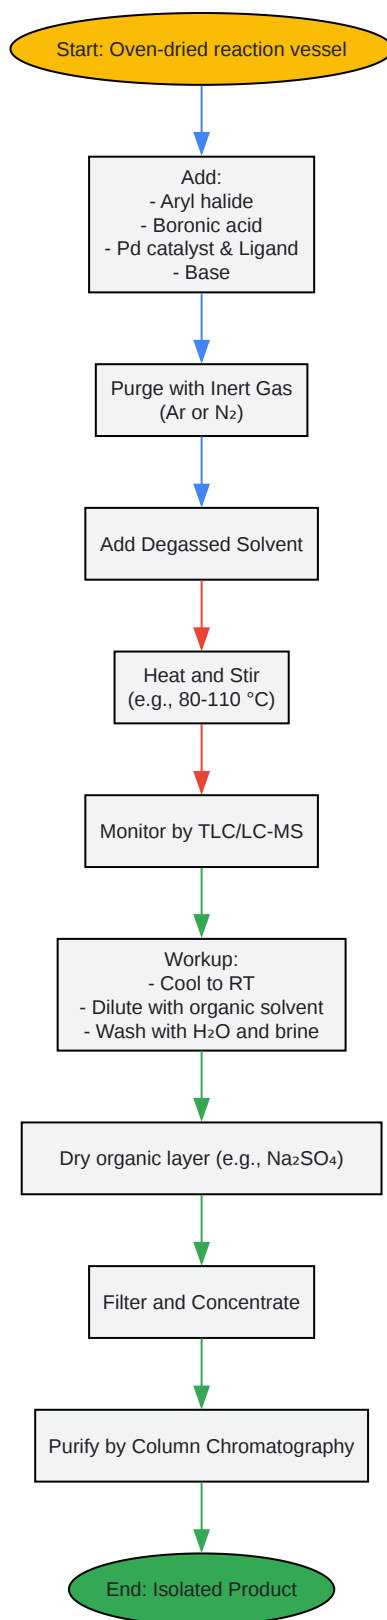 Start: Oven-dried reaction vessel
Add:
- Aryl halide
- Boronic acid
- Pd catalyst & Ligand
- Base
Purge with Inert Gas
(Ar or N₂)
Add Degassed Solvent
Heat and Stir
(e.g., 80-110 °C)
Monitor by TLC/LC-MS
Workup:
- Cool to RT
- Dilute with organic solvent
- Wash with H₂O and brine
Dry organic layer (e.g., Na₂SO₄)
Filter and Concentrate
Purify by Column Chromatography
End: Isolated Product